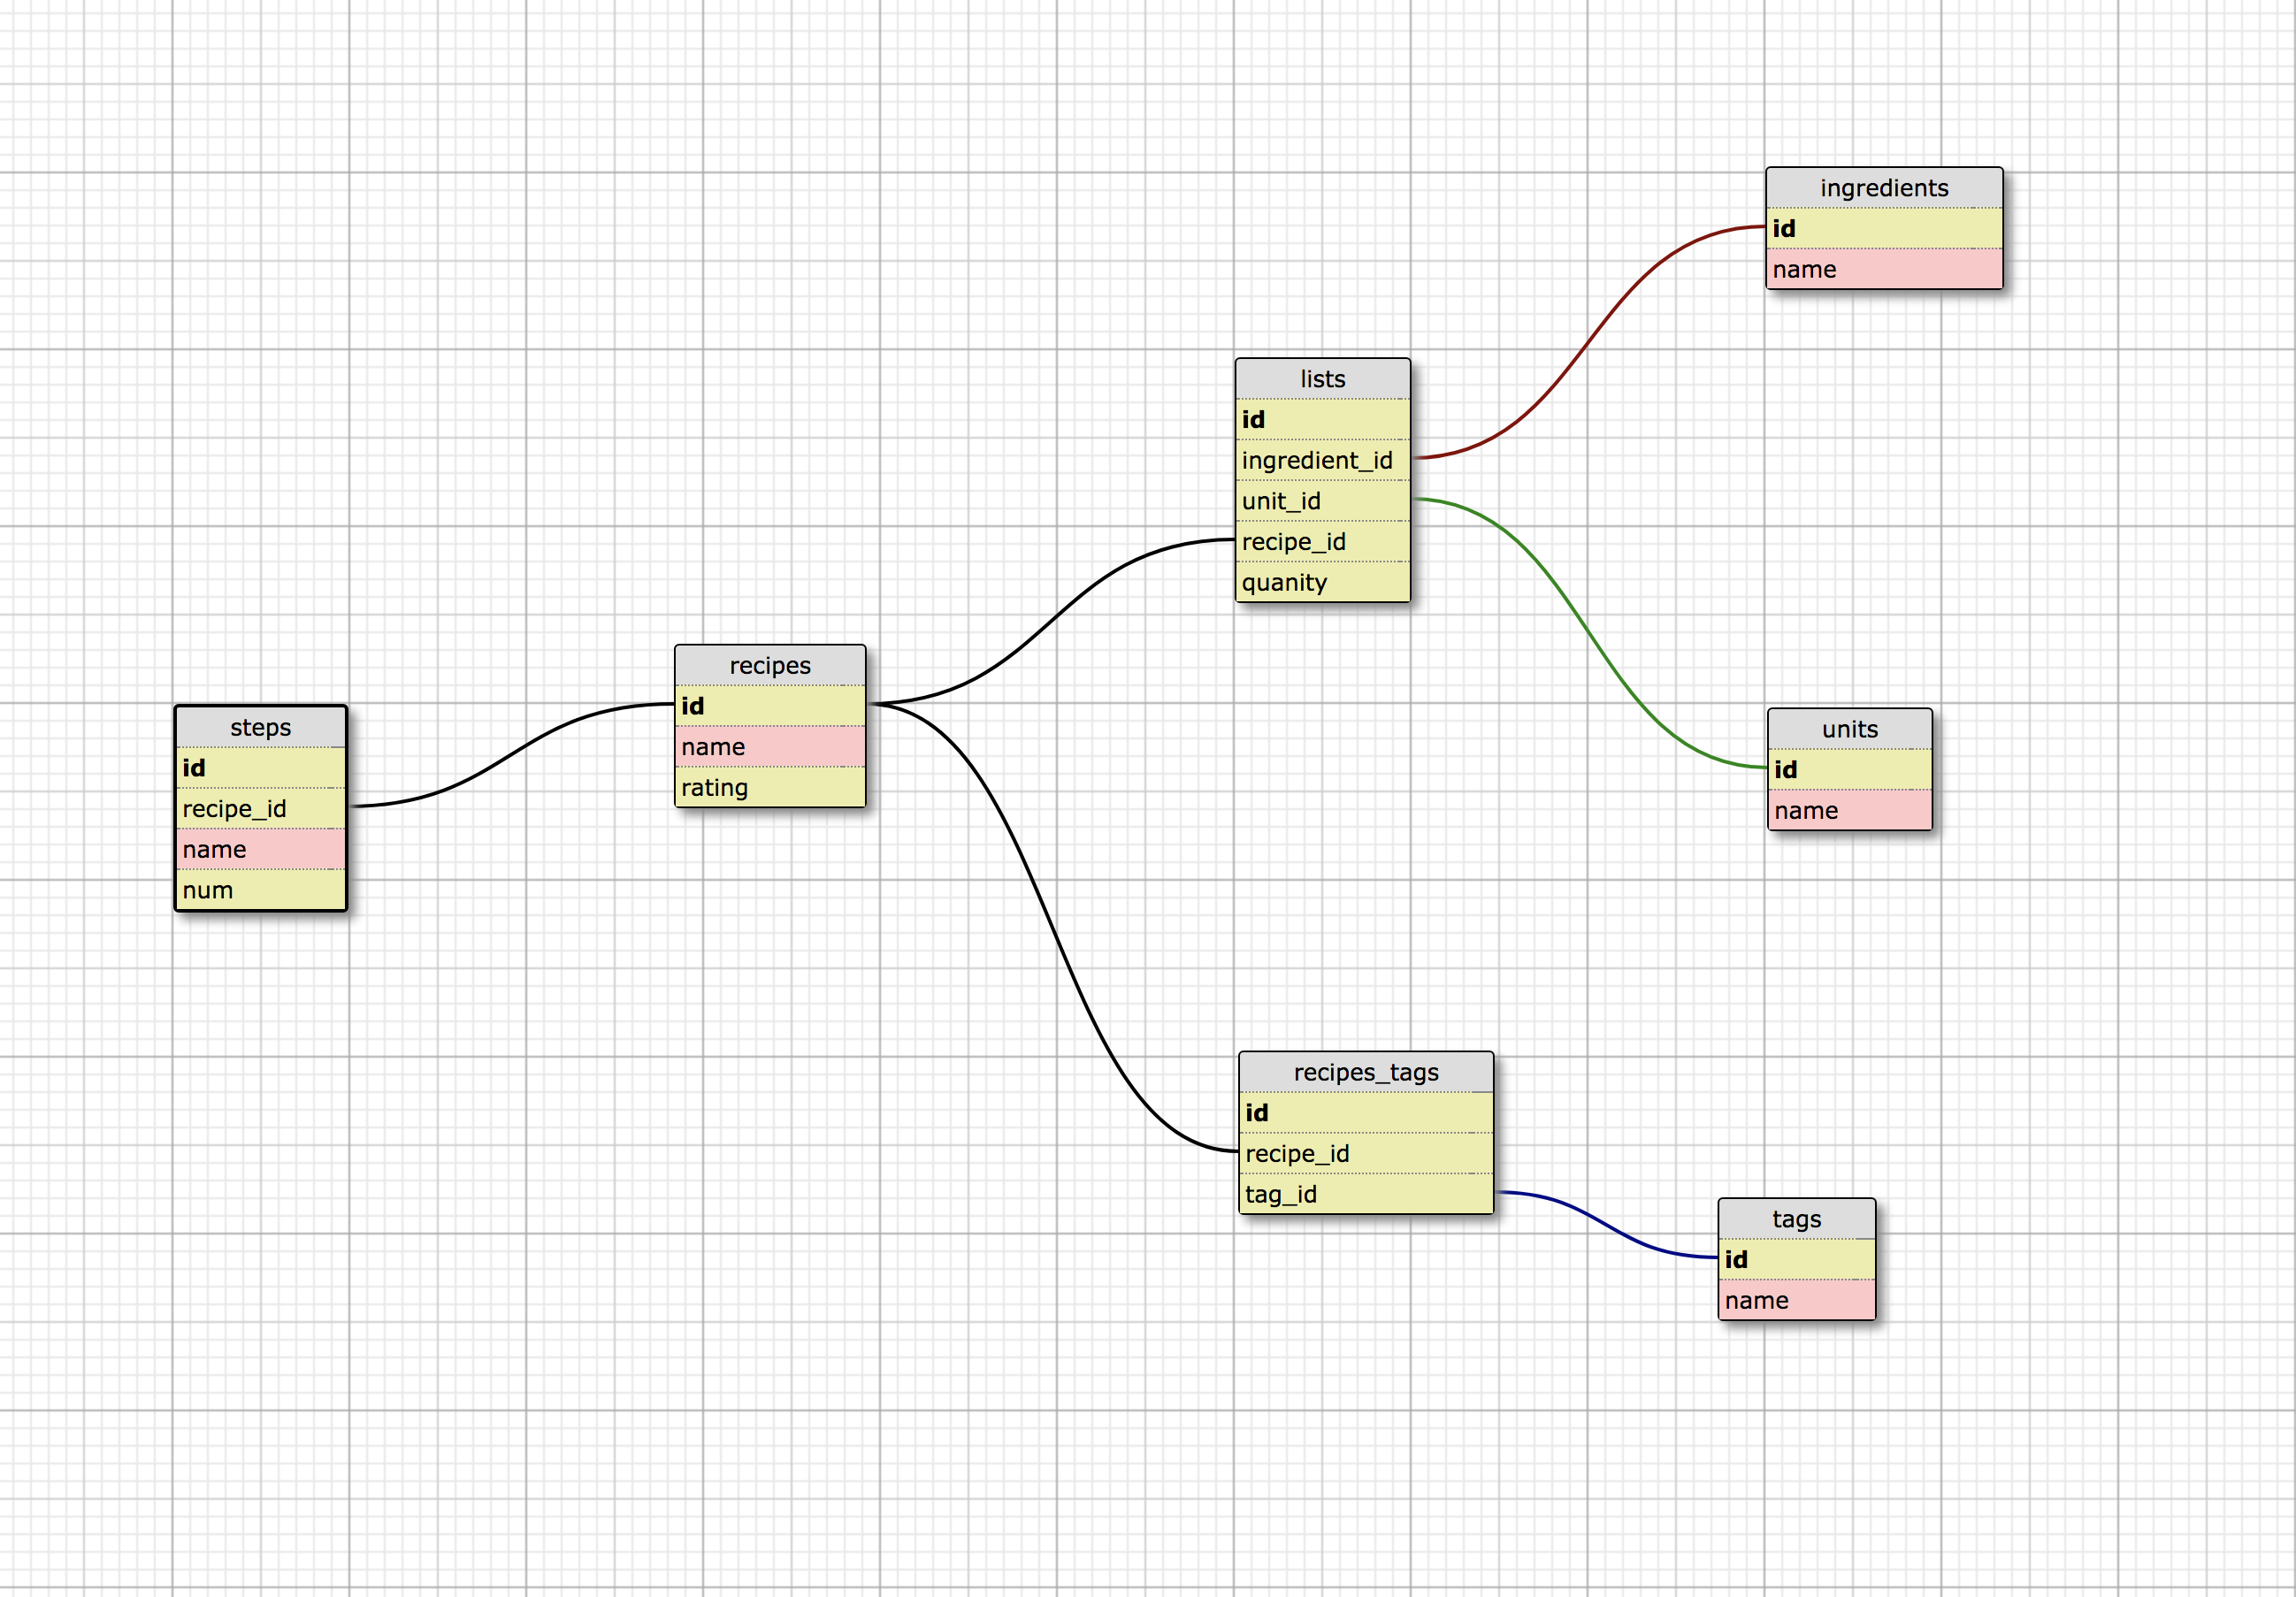 ingredients
id
name
lists
id
ingredient_id
unit_id
recipe_id
quanity
recipes
id
name
rating
steps
id
recipe_id
name
num
units
id
name
recipes_tags
id
recipe_id
tag_id
tags
id
name